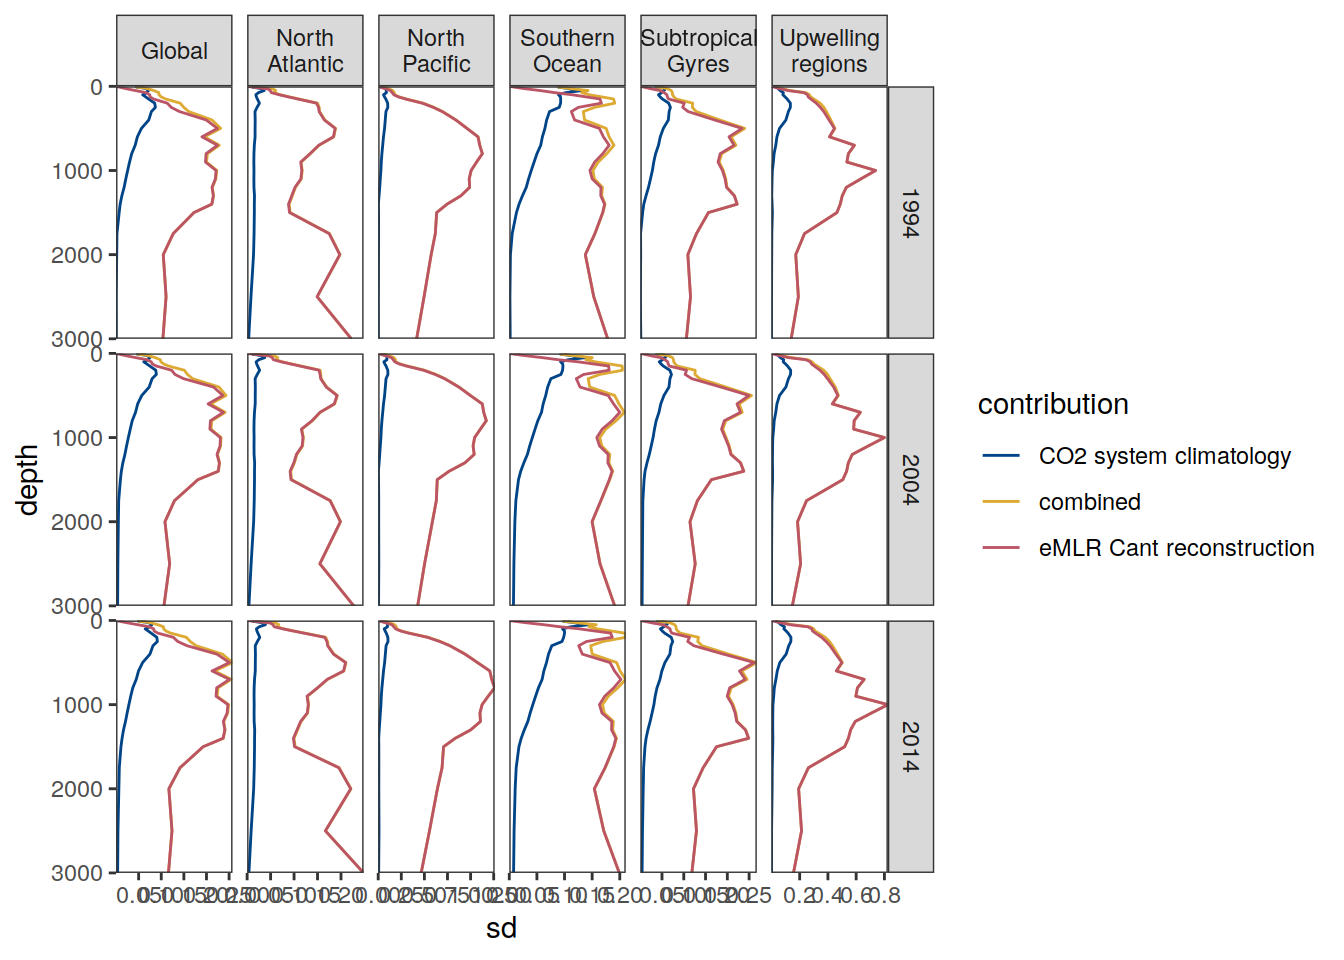 Global
North
Atlantic
North
Pacific
Southern
Ocean
Subtropical
Gyres
Upwelling
regions
0
1000
2000
3000
1994
0
1000
2000
3000
2004
0
1000
2000
3000
2014
0.2 0.4 0.6 0.8
sd
depth
contribution
CO2 system climatology
combined
eMLR Cant reconstruction